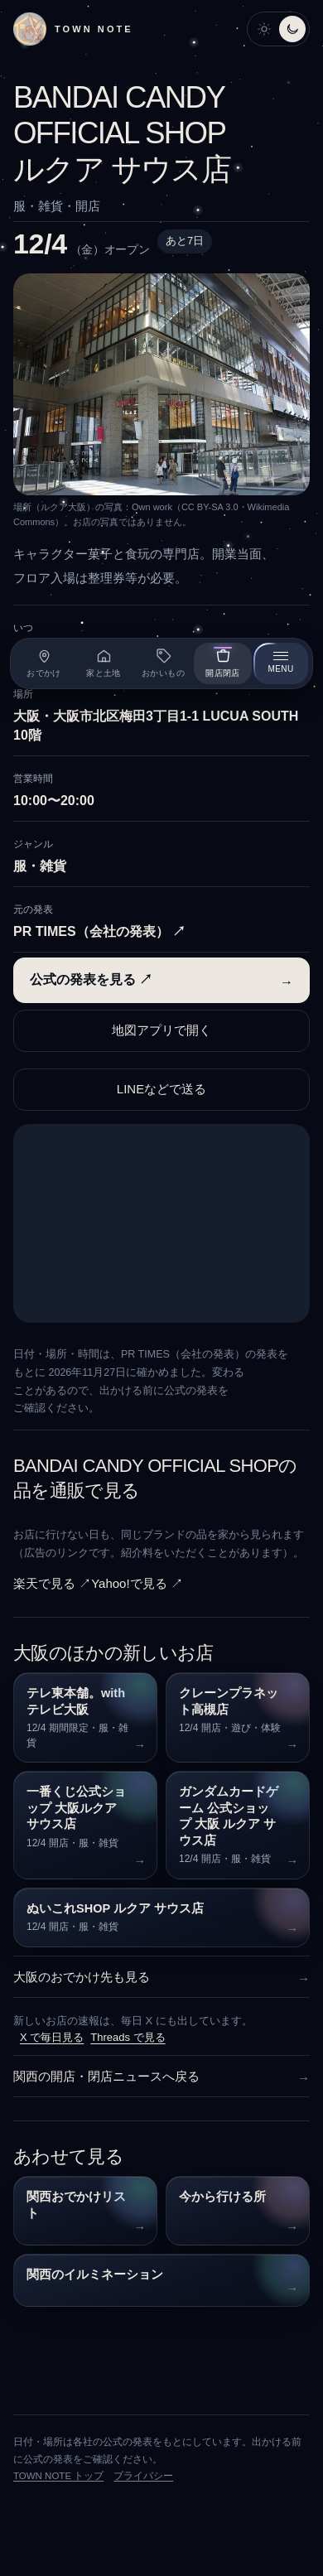 TOWN NOTE
BANDAI CANDY
OFFICIAL SHOP
ルクア サウス店
服・雑貨・開店
12/4（金）オープン あと7日
場所（ルクア大阪）の写真：Own work（CC BY-SA 3.0・Wikimedia
Commons）。お店の写真ではありません。
キャラクター菓子と食玩の専門店。開業当面、
フロア入場は整理券等が必要。
いつ
おでかけ 家と土地 おかいもの 開店閉店 MENU
場所
大阪・大阪市北区梅田3丁目1-1 LUCUA SOUTH
10階
営業時間
10:00〜20:00
ジャンル
服・雑貨
元の発表
PR TIMES（会社の発表） ↗
公式の発表を見る ↗ →
地図アプリで開く
LINEなどで送る
日付・場所・時間は、PR TIMES（会社の発表）の発表を
もとに 2026年11月27日に確かめました。変わる
ことがあるので、出かける前に公式の発表を
ご確認ください。
BANDAI CANDY OFFICIAL SHOPの
品を通販で見る
お店に行けない日も、同じブランドの品を家から見られます
（広告のリンクです。紹介料をいただくことがあります）。
楽天で見る ↗Yahoo!で見る ↗
大阪のほかの新しいお店
テレ東本舗。with
テレビ大阪
12/4 期間限定・服・雑
貨 →
クレーンプラネッ
ト高槻店
12/4 開店・遊び・体験
→
一番くじ公式ショ
ップ 大阪ルクア
サウス店
12/4 開店・服・雑貨
→
ガンダムカードゲ
ーム 公式ショッ
プ 大阪 ルクア サ
ウス店
12/4 開店・服・雑貨 →
ぬいこれSHOP ルクア サウス店
12/4 開店・服・雑貨 →
大阪のおでかけ先も見る →
新しいお店の速報は、毎日 X にも出しています。
X で毎日見る Threads で見る
関西の開店・閉店ニュースへ戻る →
あわせて見る
関西おでかけリス
ト →
今から行ける所
→
関西のイルミネーション
→
日付・場所は各社の公式の発表をもとにしています。出かける前
に公式の発表をご確認ください。
TOWN NOTE トップ プライバシー